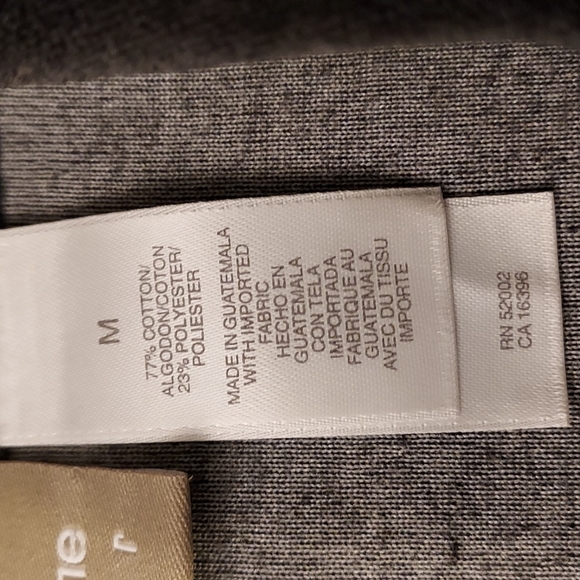 M
77% COTTON/
ALGODON/COTON
23% POLYESTER/
POLIESTER
MADE IN GUATEMALA
WITH IMPORTED
FABRIC
HECHO EN
GUATEMALA
CON TELA
IMPORTADA
FABRIQUE AU
GUATEMALA
AVEC DU TISSU
IMPORTE
RN 52002
CA 16396